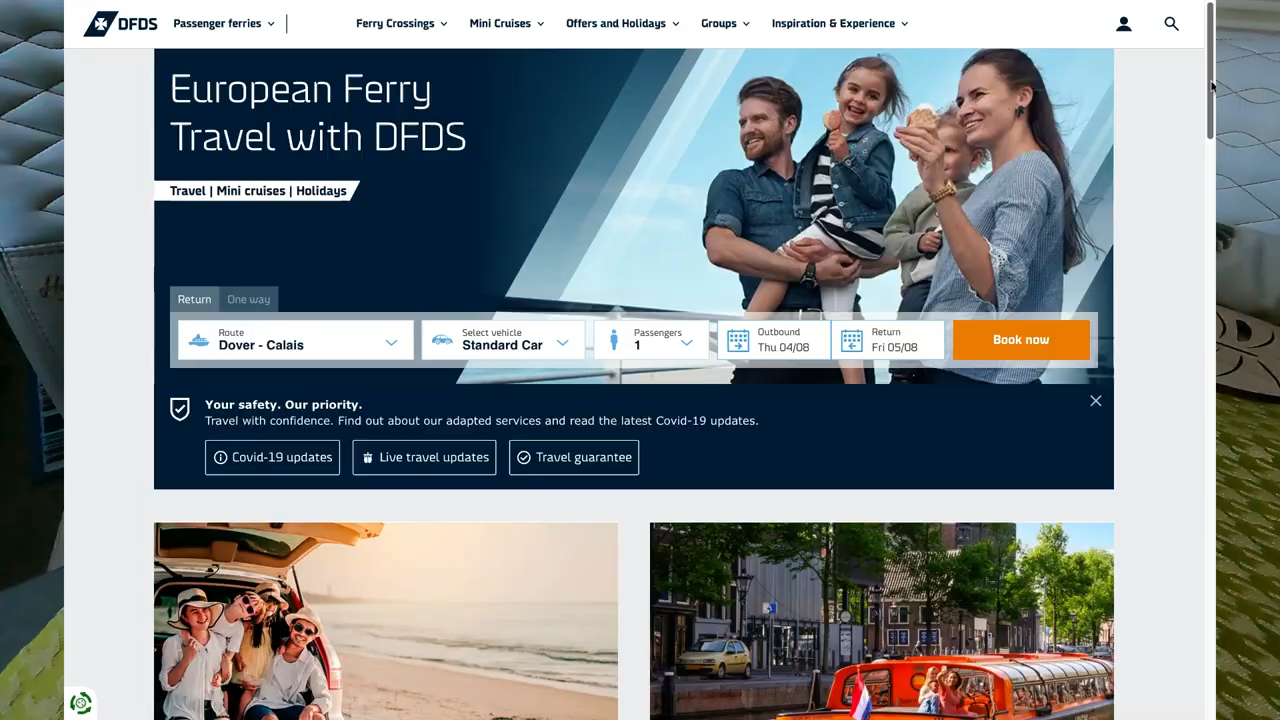 DFDS
Passenger ferries
Ferry Crossings
Mini Cruises
Offers and Holidays
Groups
Inspiration & Experience
European Ferry
Travel with DFDS
Travel | Mini cruises | Holidays
Return
One way
Route
Dover - Calais
Select vehicle
Standard Car
Passengers
1
Outbound
Thu 04/08
Return
Fri 05/08
Book now
Your safety. Our priority.
Travel with confidence. Find out about our adapted services and read the latest Covid-19 updates.
Covid-19 updates
Live travel updates
Travel guarantee